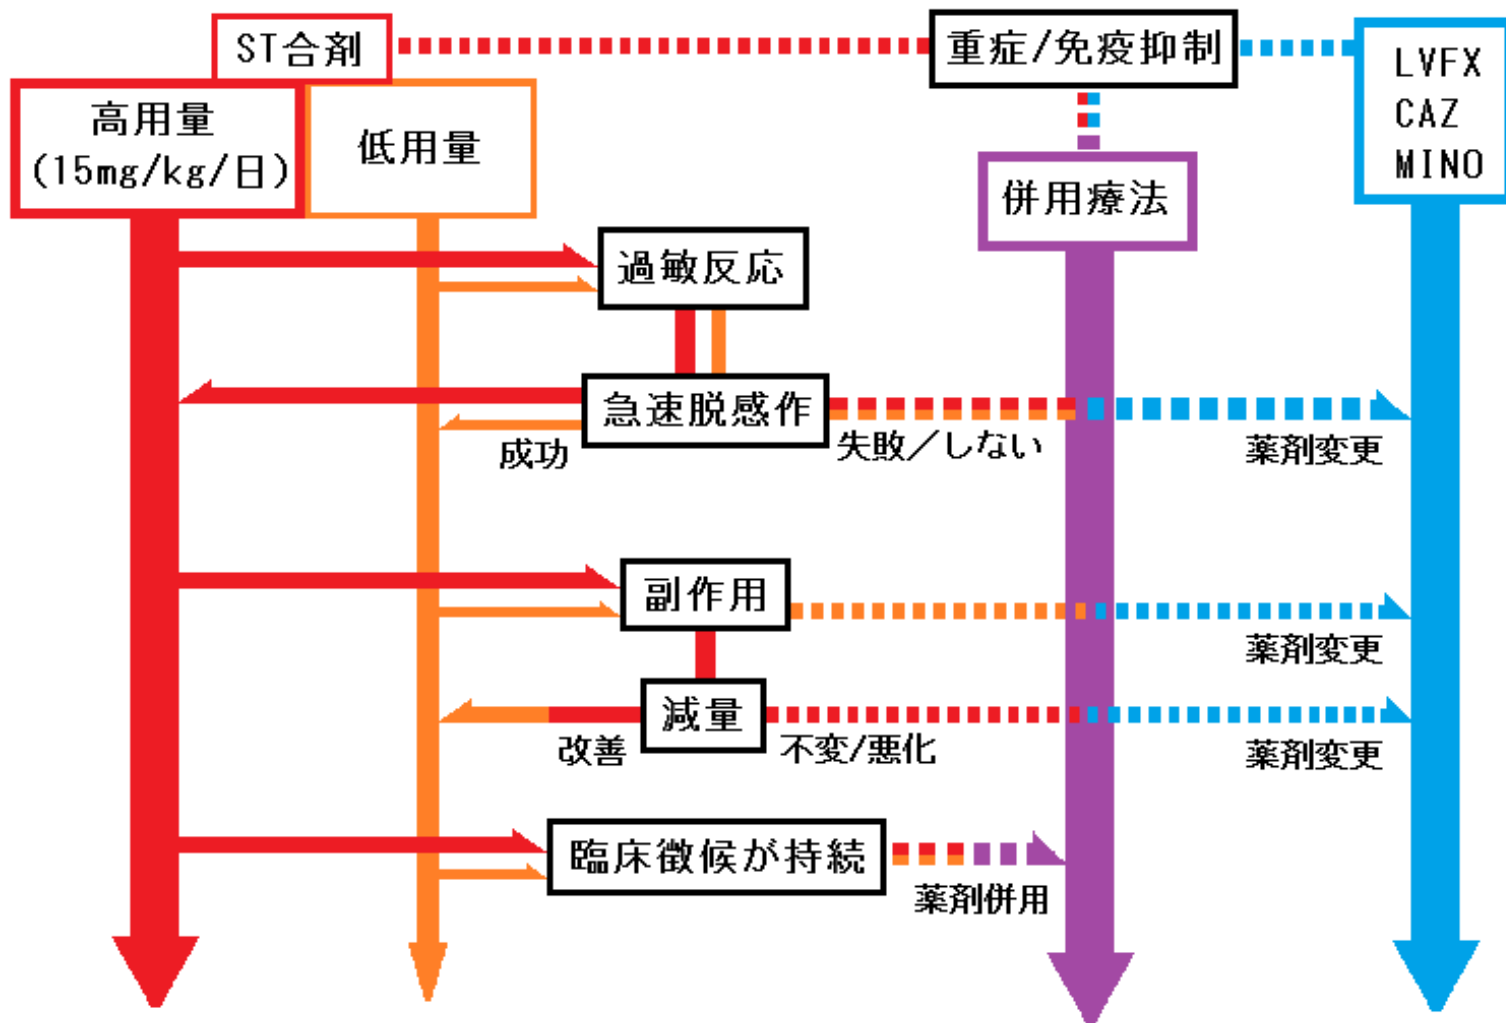 ST合剤
重症/免疫抑制
LVFX
CAZ
MINO
高用量
(15mg/kg/日)
低用量
併用療法
過敏反応
急速脱感作
成功
失敗／しない
薬剤変更
副作用
薬剤変更
減量
改善
不変/悪化
薬剤変更
臨床徴候が持続
薬剤併用